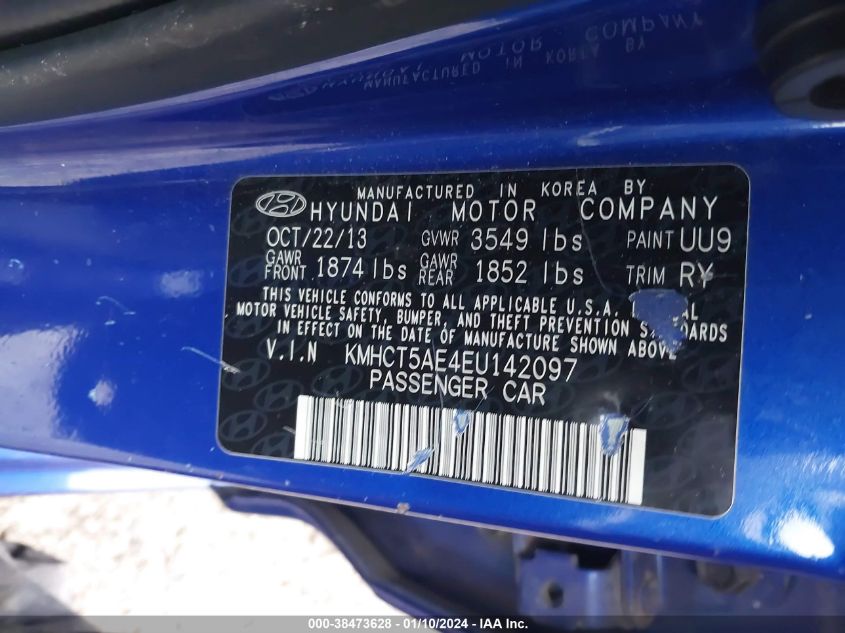 MANUFACTURED IN KOREA BY
HYUNDAI MOTOR COMPANY
OCT/22/13 GVWR 3549 lbs PAINT UU9
GAWR FRONT 1874 lbs GAWR REAR 1852 lbs TRIM RY
THIS VEHICLE CONFORMS TO ALL APPLICABLE U.S.A.
MOTOR VEHICLE SAFETY, BUMPER, AND THEFT PREVENTION
IN EFFECT ON THE DATE OF MANUFACTURE SHOWN ABOVE
V.I.N KMHCT5AE4EU142097
PASSENGER CAR
000-38473628 - 01/10/2024 - IAA Inc.